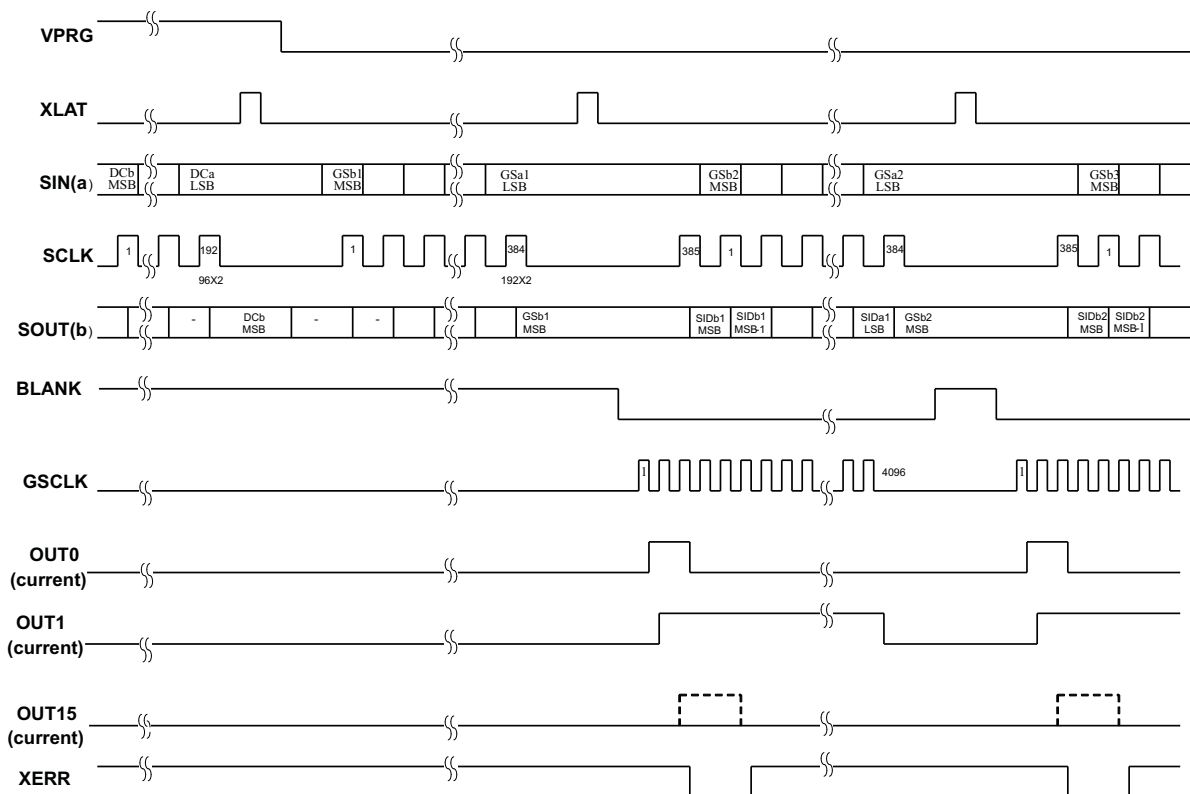 VPRG
XLAT
SIN(a)
DCb
MSB
DCa
LSB
GSb1
MSB
GSa1
LSB
GSb2
MSB
GSa2
LSB
GSb3
MSB
SCLK
1
192
1
384
385
1
384
385
1
96X2
192X2
SOUT(b)
-
DCb
MSB
-
-
GSb1
MSB
SIDb1
MSB
SIDb1
MSB-1
SIDa1
LSB
GSb2
MSB
SIDb2
MSB
SIDb2
MSB-1
BLANK
GSCLK
1
4096
1
OUT0
(current)
OUT1
(current)
OUT15
(current)
XERR